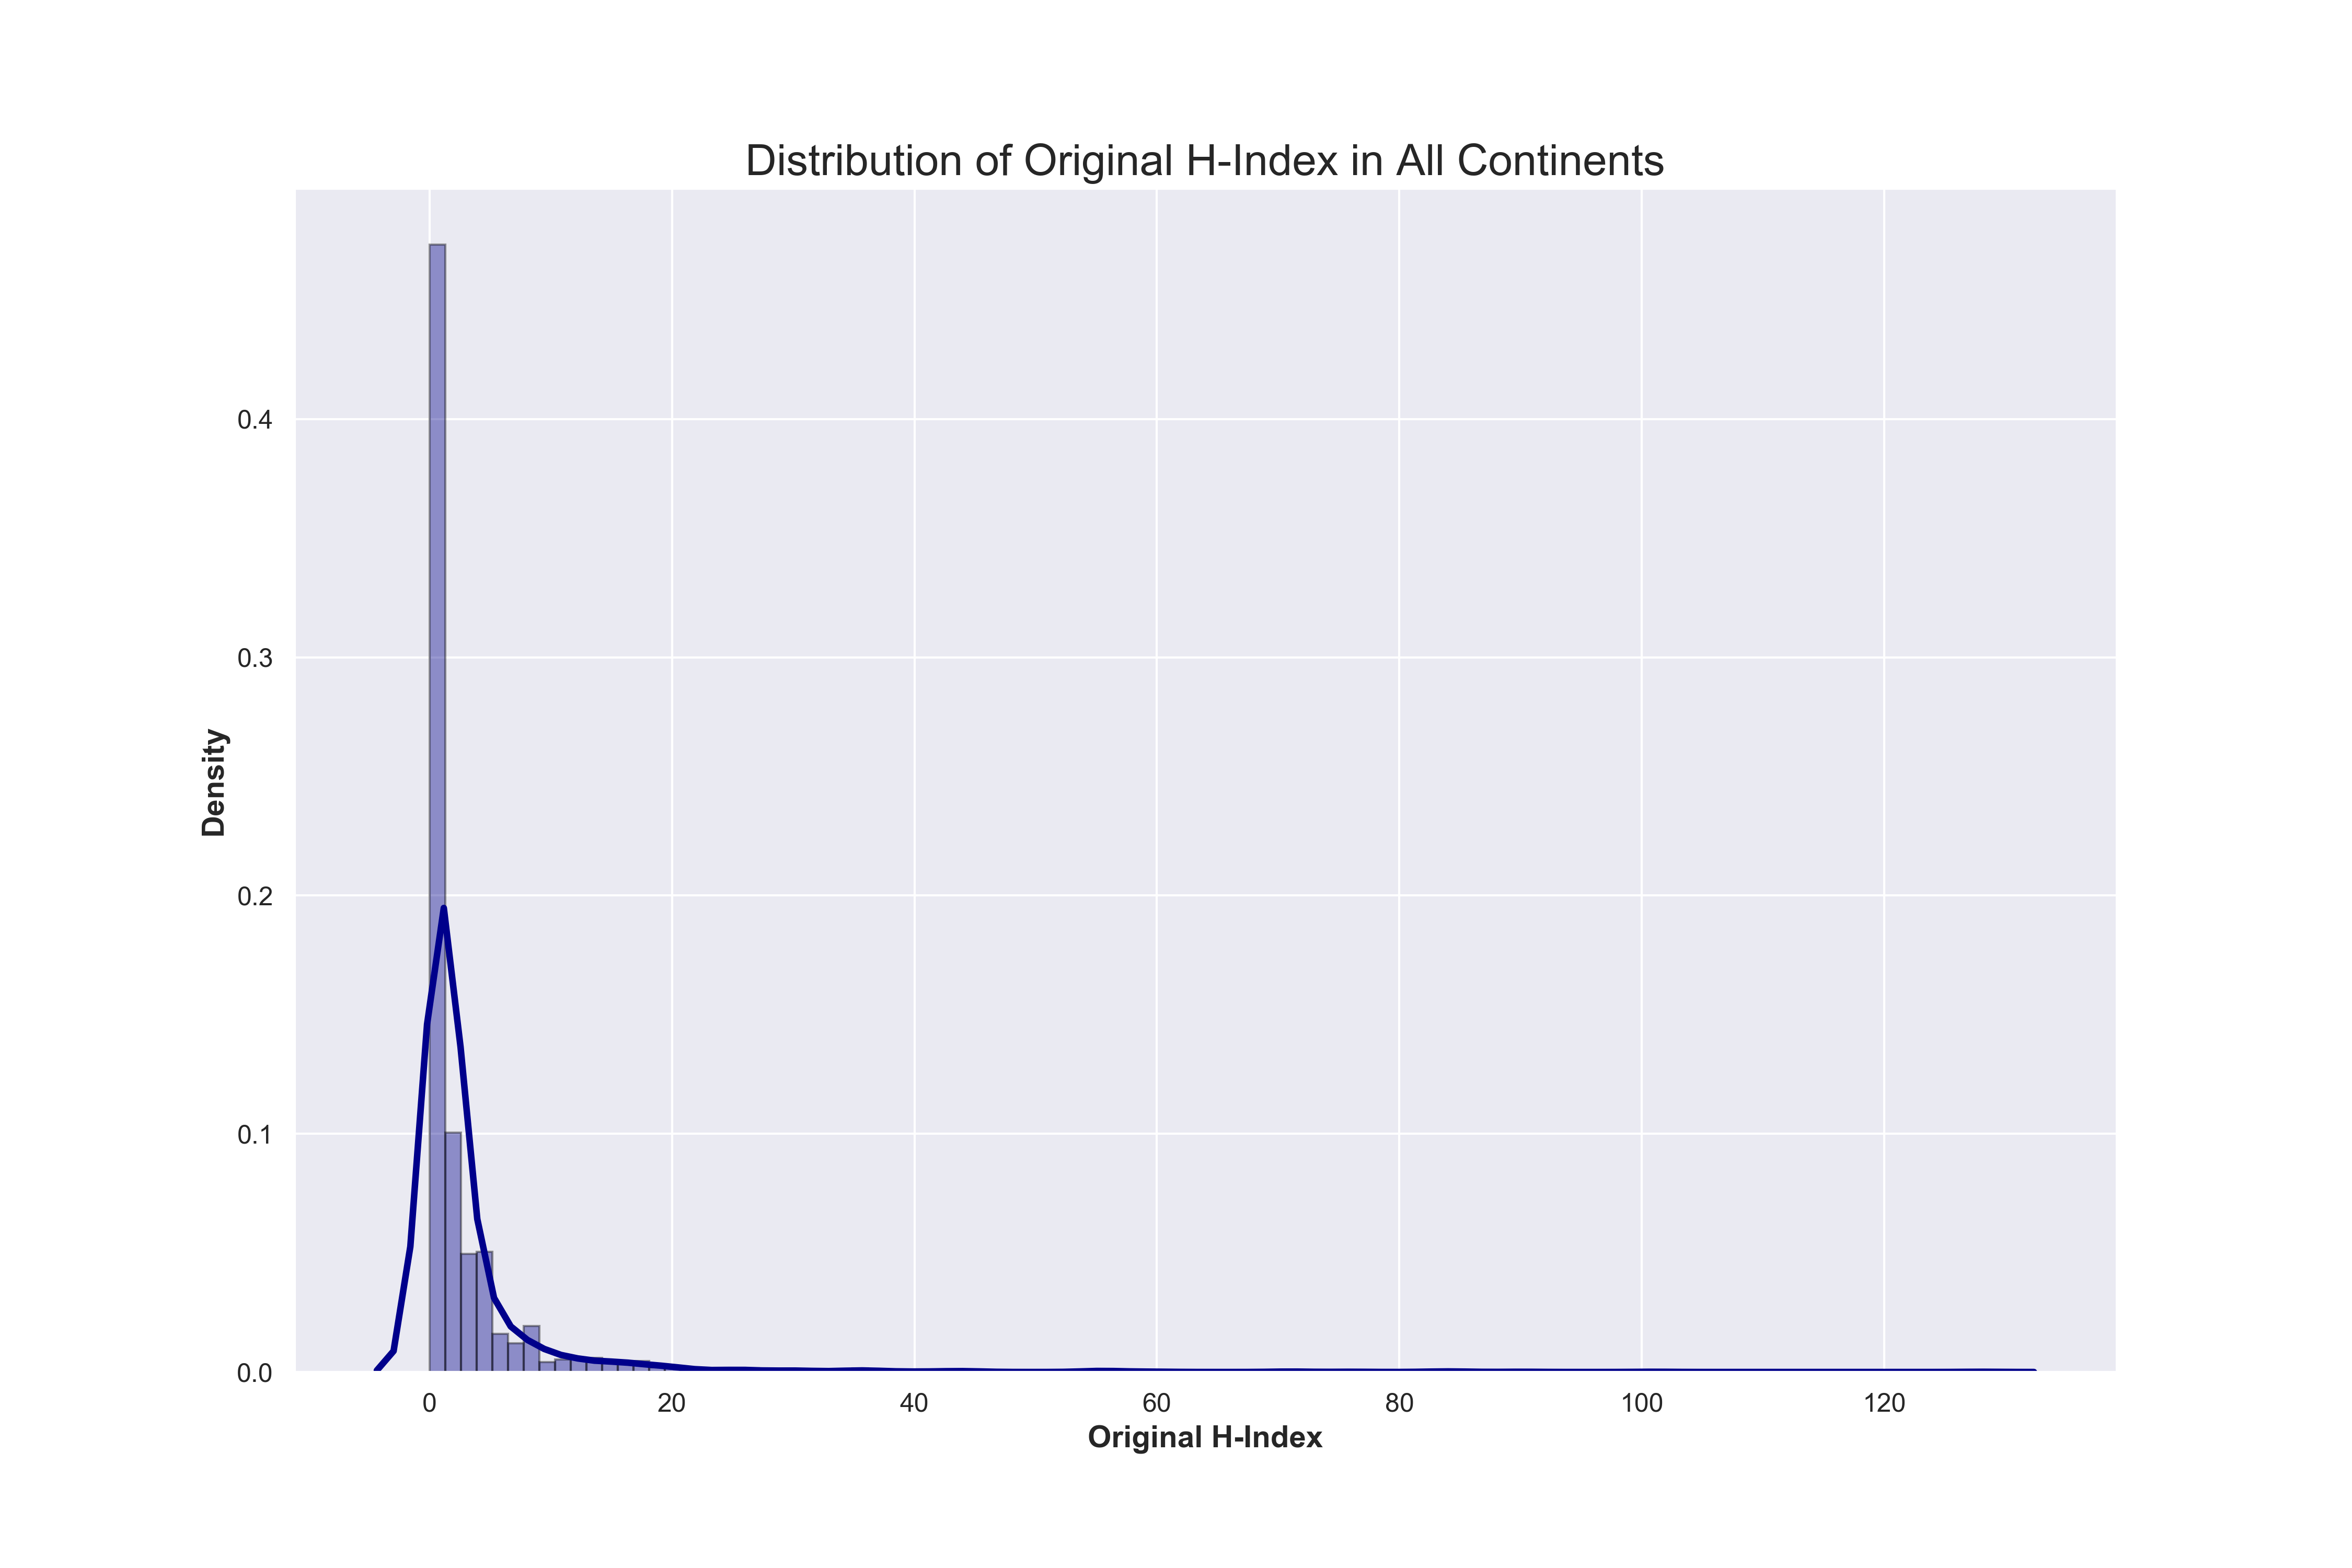 Distribution of Original H-Index in All Continents
0.4
0.3
0.2
0.1
0.0
Density
0 20 40 60 80 100 120
Original H-Index